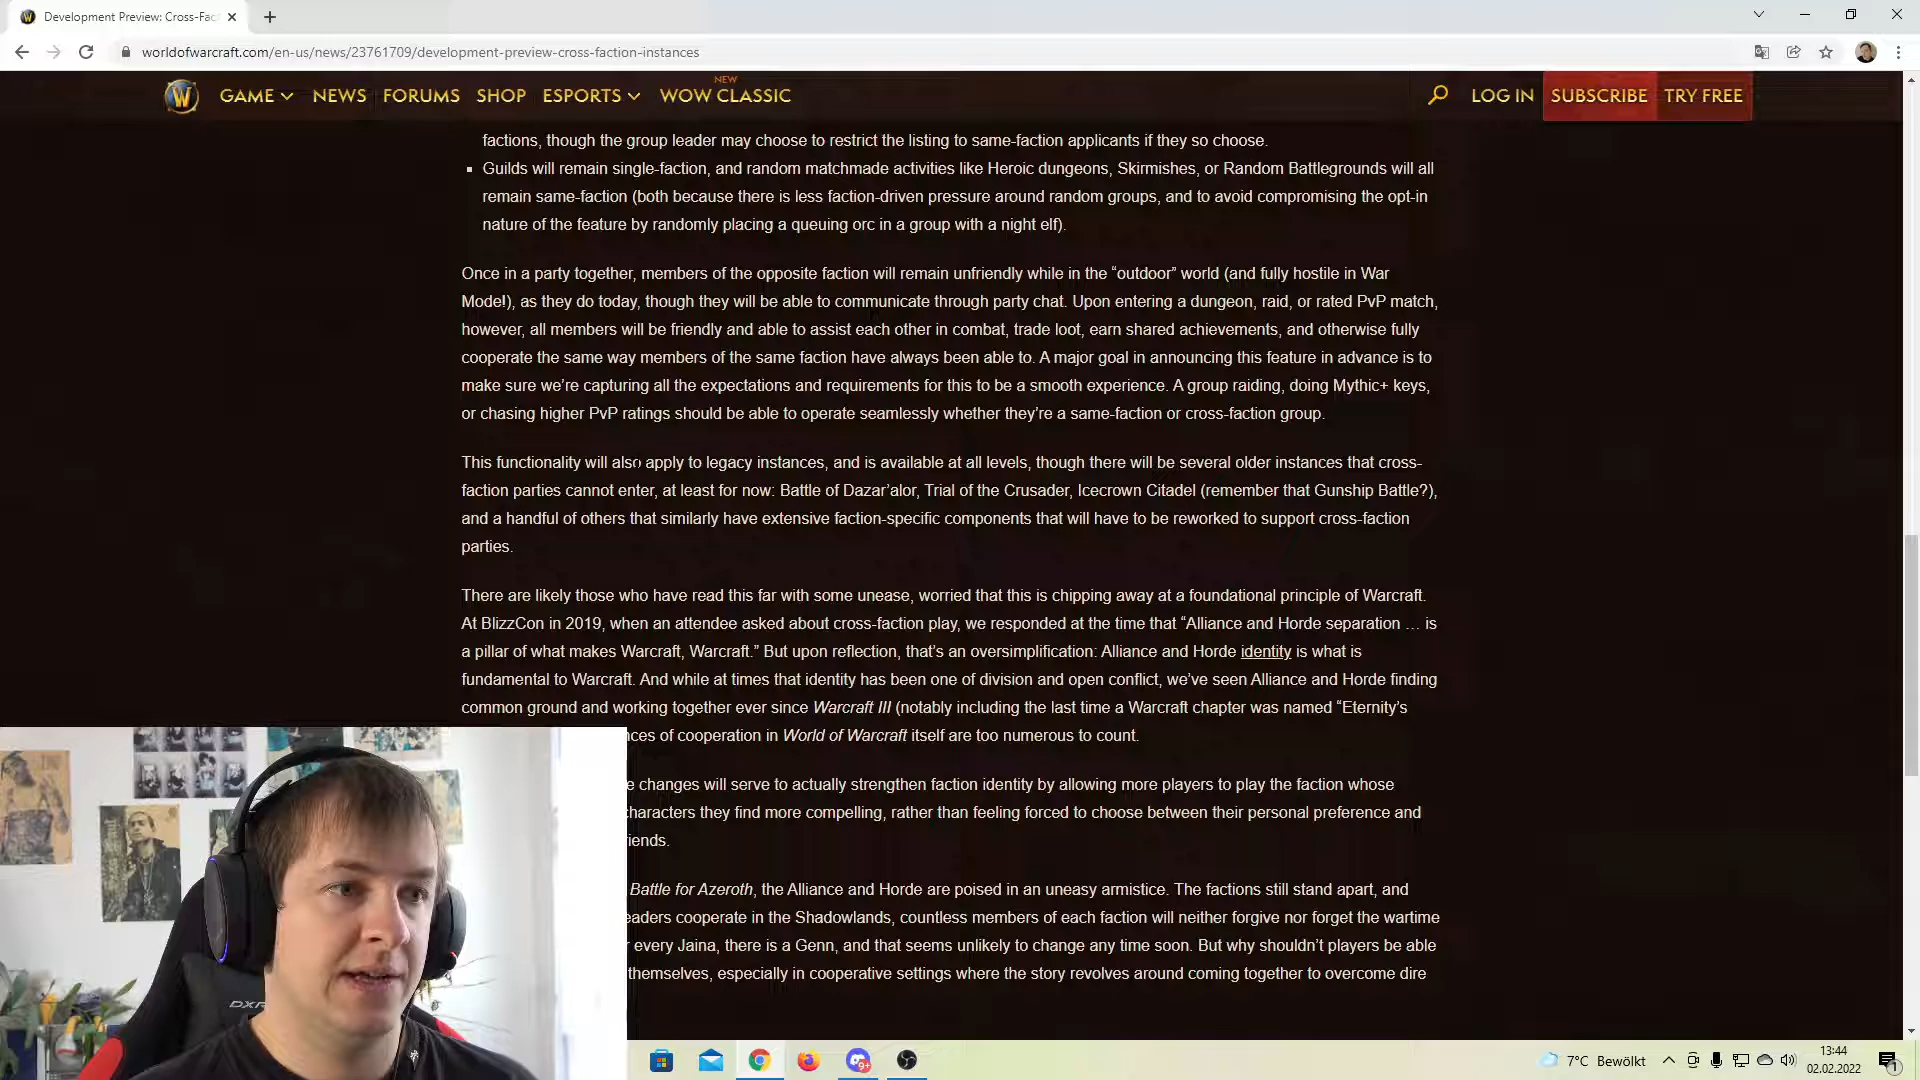 Development Preview: Cross-Fac
worldofwarcraft.com/en-us/news/23761709/development-preview-cross-faction-instances
NEW
GAME NEWS FORUMS SHOP ESPORTS WOW CLASSIC LOG IN SUBSCRIBE TRY FREE
factions, though the group leader may choose to restrict the listing to same-faction applicants if they so choose.
Guilds will remain single-faction, and random matchmade activities like Heroic dungeons, Skirmishes, or Random Battlegrounds will all
remain same-faction (both because there is less faction-driven pressure around random groups, and to avoid compromising the opt-in
nature of the feature by randomly placing a queuing orc in a group with a night elf).
Once in a party together, members of the opposite faction will remain unfriendly while in the “outdoor” world (and fully hostile in War
Mode!), as they do today, though they will be able to communicate through party chat. Upon entering a dungeon, raid, or rated PvP match,
however, all members will be friendly and able to assist each other in combat, trade loot, earn shared achievements, and otherwise fully
cooperate the same way members of the same faction have always been able to. A major goal in announcing this feature in advance is to
make sure we’re capturing all the expectations and requirements for this to be a smooth experience. A group raiding, doing Mythic+ keys,
or chasing higher PvP ratings should be able to operate seamlessly whether they’re a same-faction or cross-faction group.
This functionality will also apply to legacy instances, and is available at all levels, though there will be several older instances that cross-
faction parties cannot enter, at least for now: Battle of Dazar’alor, Trial of the Crusader, Icecrown Citadel (remember that Gunship Battle?),
and a handful of others that similarly have extensive faction-specific components that will have to be reworked to support cross-faction
parties.
There are likely those who have read this far with some unease, worried that this is chipping away at a foundational principle of Warcraft.
At BlizzCon in 2019, when an attendee asked about cross-faction play, we responded at the time that “Alliance and Horde separation … is
a pillar of what makes Warcraft, Warcraft.” But upon reflection, that’s an oversimplification: Alliance and Horde identity is what is
fundamental to Warcraft. And while at times that identity has been one of division and open conflict, we’ve seen Alliance and Horde finding
common ground and working together ever since Warcraft III (notably including the last time a Warcraft chapter was named “Eternity’s
nces of cooperation in World of Warcraft itself are too numerous to count.
e changes will serve to actually strengthen faction identity by allowing more players to play the faction whose
haracters they find more compelling, rather than feeling forced to choose between their personal preference and
iends.
Battle for Azeroth, the Alliance and Horde are poised in an uneasy armistice. The factions still stand apart, and
eaders cooperate in the Shadowlands, countless members of each faction will neither forgive nor forget the wartime
r every Jaina, there is a Genn, and that seems unlikely to change any time soon. But why shouldn’t players be able
themselves, especially in cooperative settings where the story revolves around coming together to overcome dire
DXR
9+
7°C Bewölkt
13:44
02.02.2022
1